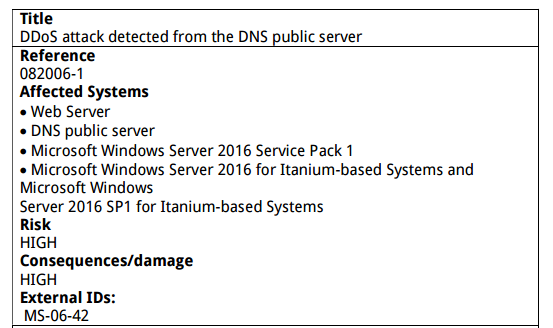 Title
DDoS attack detected from the DNS public server
Reference
082006-1
Affected Systems
• Web Server
• DNS public server
• Microsoft Windows Server 2016 Service Pack 1
• Microsoft Windows Server 2016 for Itanium-based Systems and
Microsoft Windows
Server 2016 SP1 for Itanium-based Systems
Risk
HIGH
Consequences/damage
HIGH
External IDs:
MS-06-42